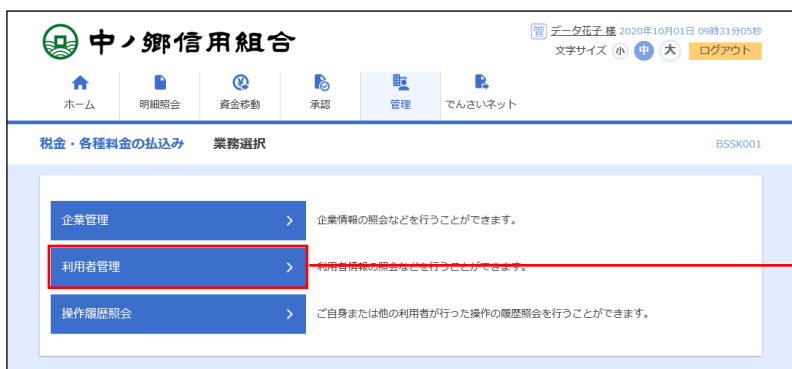 中ノ郷信用組合
管 データ花子 様 2020年10月01日 09時31分05秒
文字サイズ 小 中 大 ログアウト
ホーム 明細照会 資金移動 承認 管理 でんさいネット
税金・各種料金の払込み 業務選択 BSSK001
企業管理 企業情報の照会などを行うことができます。
利用者管理 利用者情報の照会などを行うことができます。
操作履歴照会 ご自身または他の利用者が行った操作の履歴照会を行うことができます。